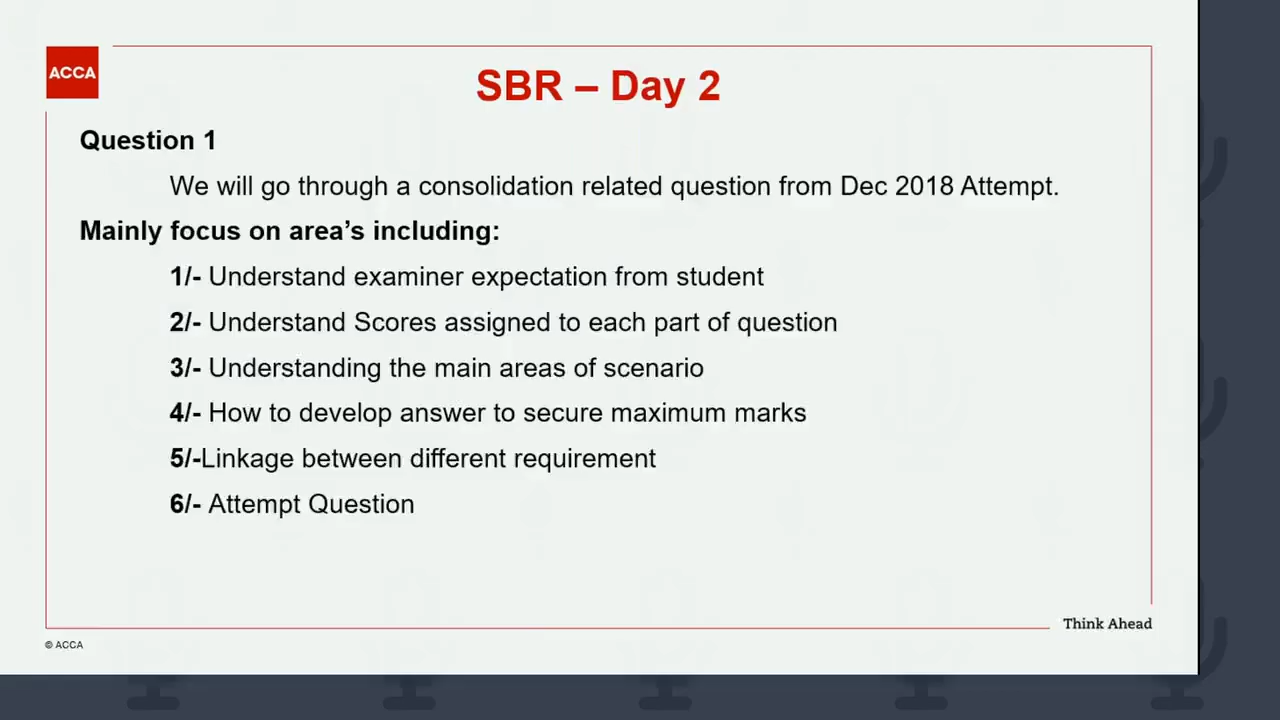 ACCA
SBR – Day 2
Question 1
We will go through a consolidation related question from Dec 2018 Attempt.
Mainly focus on area’s including:
1/- Understand examiner expectation from student
2/- Understand Scores assigned to each part of question
3/- Understanding the main areas of scenario
4/- How to develop answer to secure maximum marks
5/-Linkage between different requirement
6/- Attempt Question
Think Ahead
© ACCA